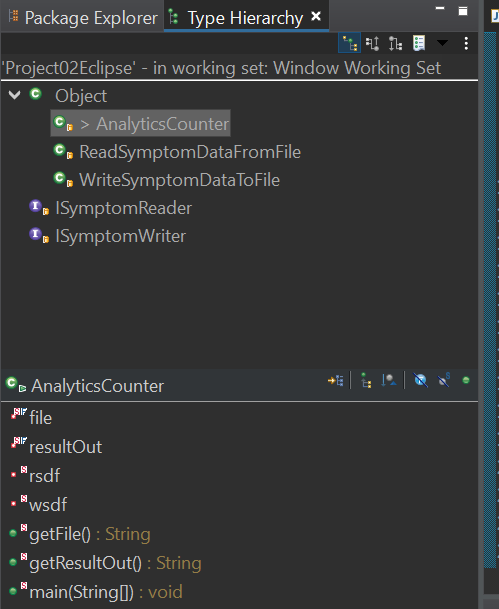 Package Explorer Type Hierarchy
'Project02Eclipse' - in working set: Window Working Set
Object
> AnalyticsCounter
ReadSymptomDataFromFile
WriteSymptomDataToFile
ISymptomReader
ISymptomWriter
AnalyticsCounter
file
resultOut
rsdf
wsdf
getFile() : String
getResultOut() : String
main(String[]) : void